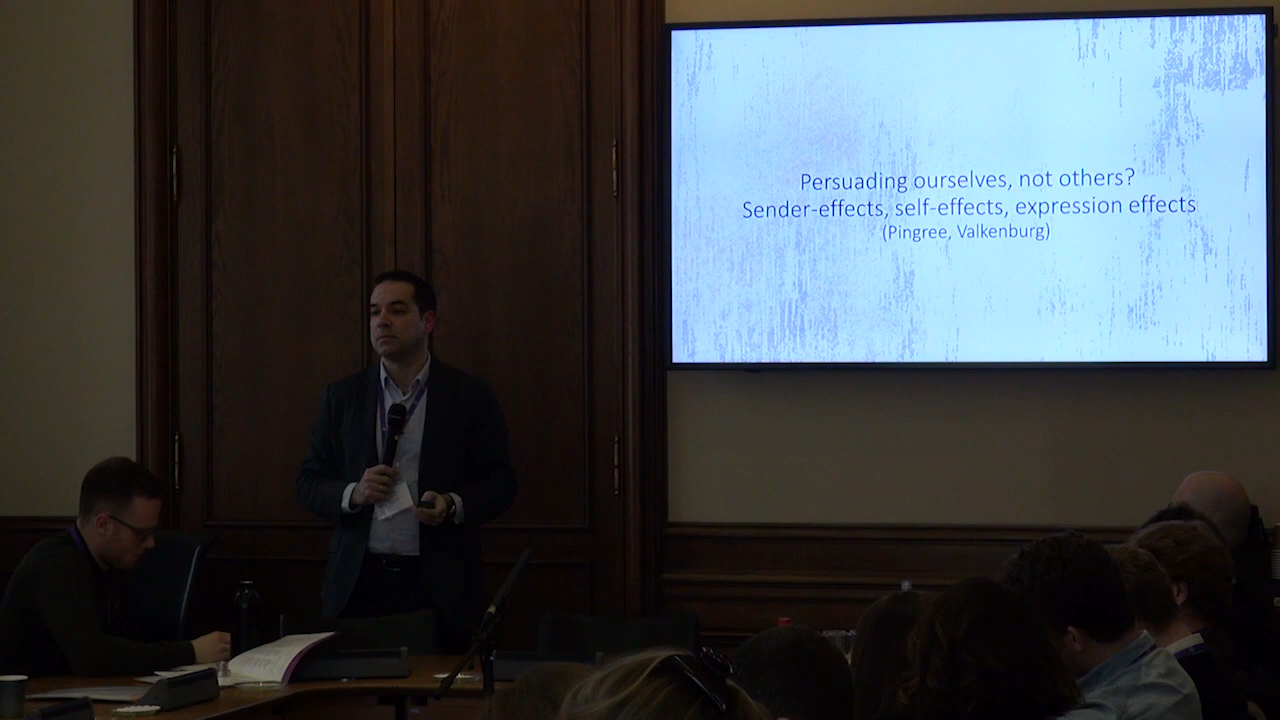 Persuading ourselves, not others?
Sender-effects, self-effects, expression effects
(Pingree, Valkenburg)